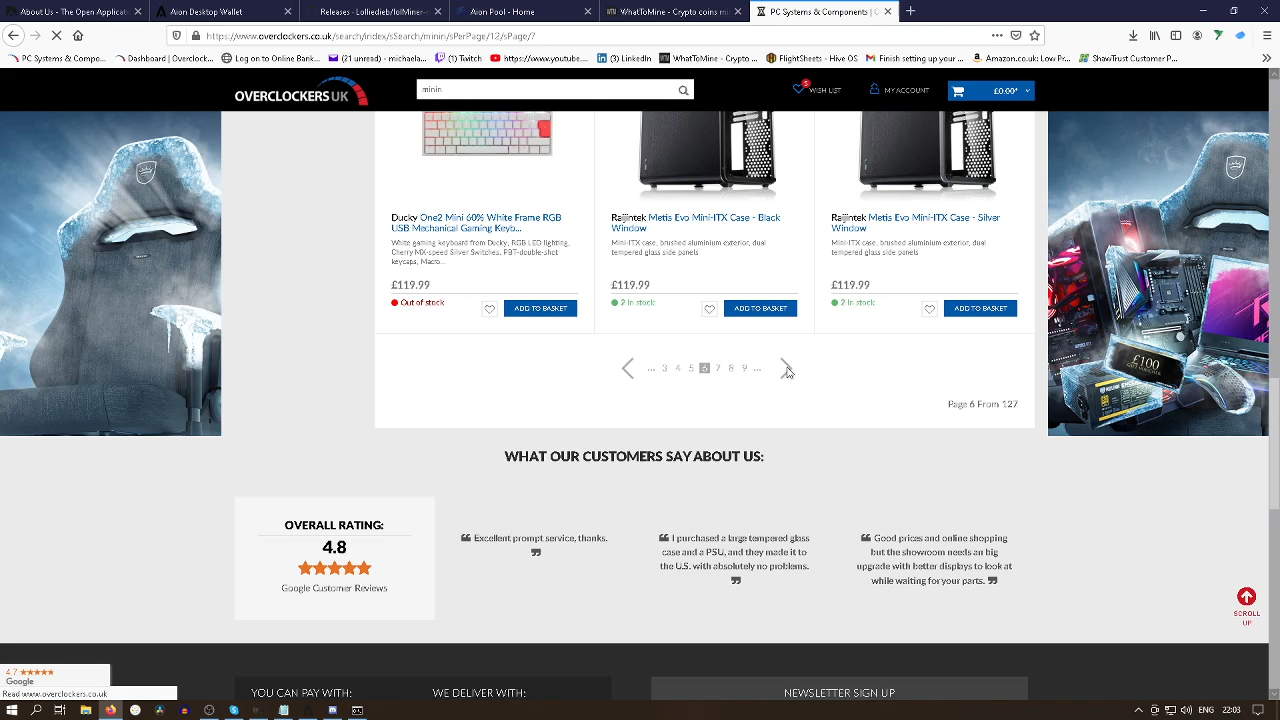 About Us - The Open Applicati
Aion Desktop Wallet
Releases · Lolliedieb/lolMiner-r
Aion Pool - Home
WhatToMine - Crypto coins mi
PC Systems & Components | C
https://www.overclockers.co.uk/search/index/sSearch/minin/sPerPage/12/sPage/7
PC Systems & Compon...
Dashboard | Overclock...
Log on to Online Bank...
(21 unread) - michaela...
(1) Twitch
https://www.youtube....
(3) LinkedIn
WhatToMine - Crypto ...
FlightSheets - Hive OS
Finish setting up your ...
Amazon.co.uk: Low Pr...
ShawTrust Customer P...
OVERCLOCKERS UK
minin
5
WISH LIST
MY ACCOUNT
£0.00*
Ducky One2 Mini 60% White Frame RGB
USB Mechanical Gaming Keyb...
White gaming keyboard from Ducky, RGB LED lighting,
Cherry MX-speed Silver Switches, PBT-double-shot
keycaps, Macro...
£119.99
Out of stock
ADD TO BASKET
Raijintek Metis Evo Mini-ITX Case - Black
Window
Mini-ITX case, brushed aluminium exterior, dual
tempered glass side panels
£119.99
2 In stock
ADD TO BASKET
Raijintek Metis Evo Mini-ITX Case - Silver
Window
Mini-ITX case, brushed aluminium exterior, dual
tempered glass side panels
£119.99
2 In stock
ADD TO BASKET
£100
... 3 4 5 6 7 8 9 ...
Page 6 From 127
WHAT OUR CUSTOMERS SAY ABOUT US:
OVERALL RATING:
4.8
Google Customer Reviews
❝ Excellent prompt service, thanks.
❞
❝ I purchased a large tempered glass
case and a PSU, and they made it to
the U.S. with absolutely no problems.
❞
❝ Good prices and online shopping
but the showroom needs an big
upgrade with better displays to look at
while waiting for your parts. ❞
SCROLL
UP
4.7
Google
Read www.overclockers.co.uk
YOU CAN PAY WITH:
WE DELIVER WITH:
NEWSLETTER SIGN UP
ENG
22:03